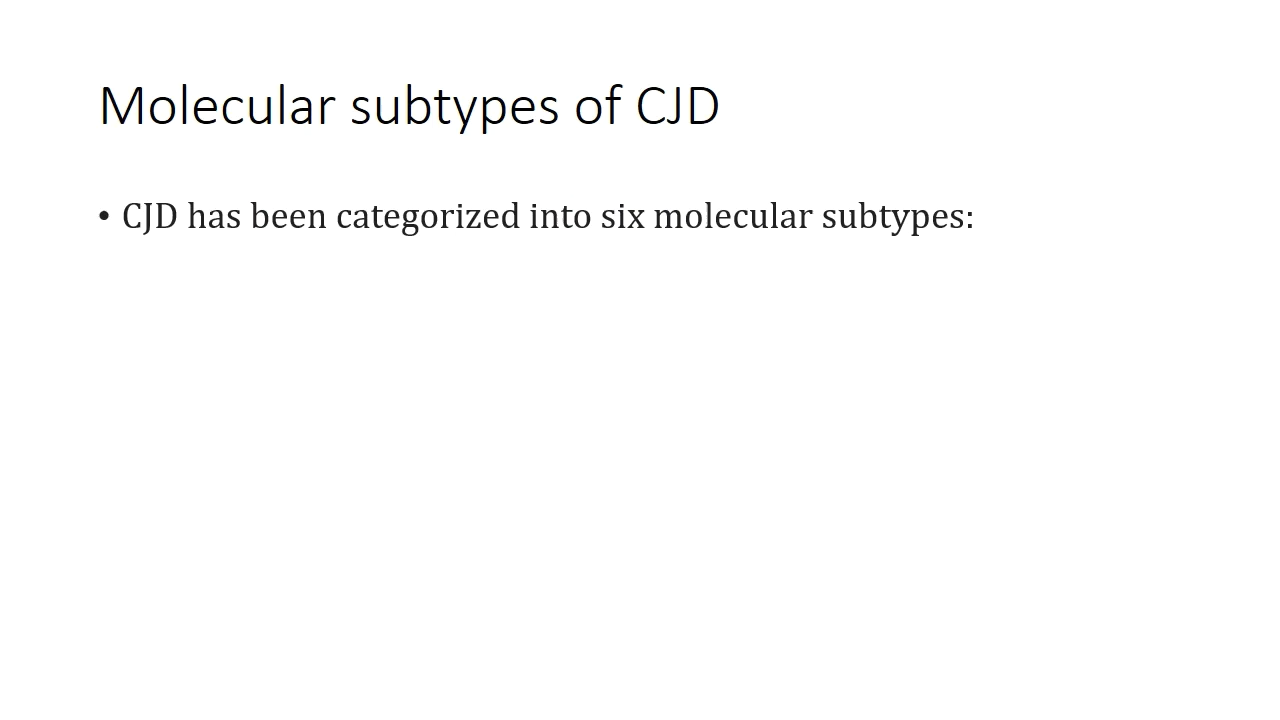 Molecular subtypes of CJD
• CJD has been categorized into six molecular subtypes: